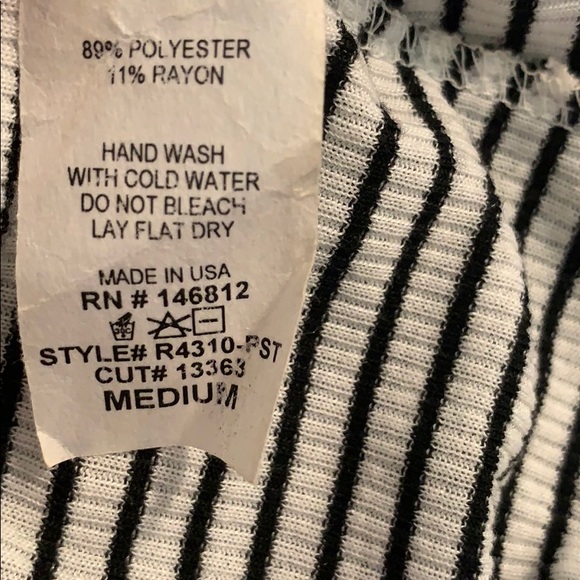 89% POLYESTER
11% RAYON
HAND WASH
WITH COLD WATER
DO NOT BLEACH
LAY FLAT DRY
MADE IN USA
RN # 146812
STYLE# R4310-PST
CUT# 13363
MEDIUM